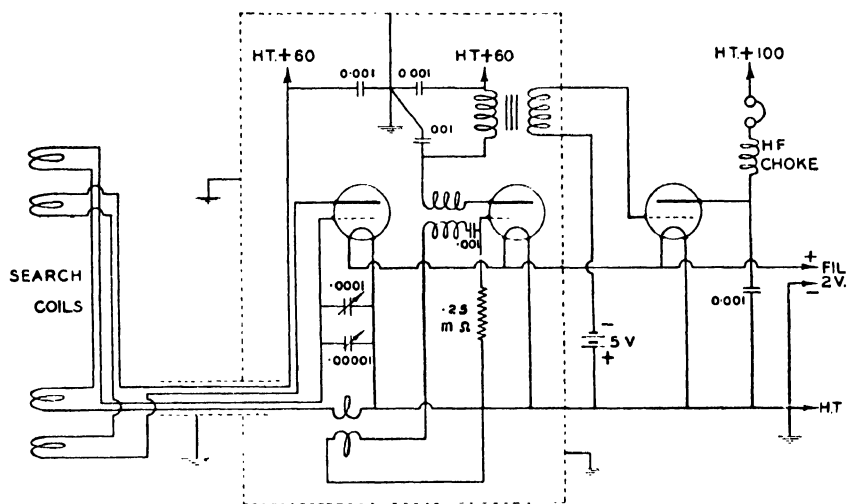 HT.+60
0.001
0.001
HT+60
HT.+100
.001
HF
CHOKE
.001
SEARCH
COILS
.0001
.00001
.25
m Ω
-
5 V
+
0.001
+
FIL
2V.
-
H.T